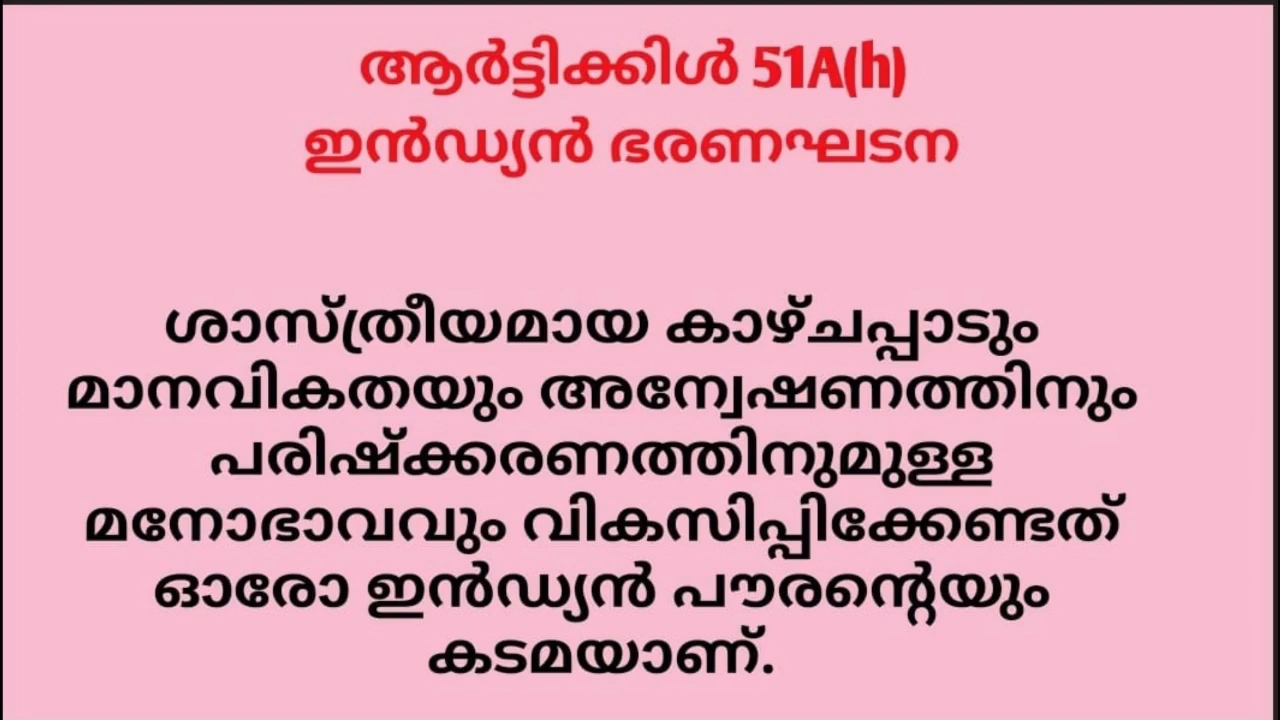 ആർട്ടിക്കിൾ 51A(h)
ഇൻഡ്യൻ ഭരണഘടന
ശാസ്ത്രീയമായ കാഴ്ചപ്പാടും
മാനവികതയും അന്വേഷണത്തിനും
പരിഷ്ക്കരണത്തിനുമുള്ള
മനോഭാവവും വികസിപ്പിക്കേണ്ടത്
ഓരോ ഇൻഡ്യൻ പൗരന്റെയും
കടമയാണ്.